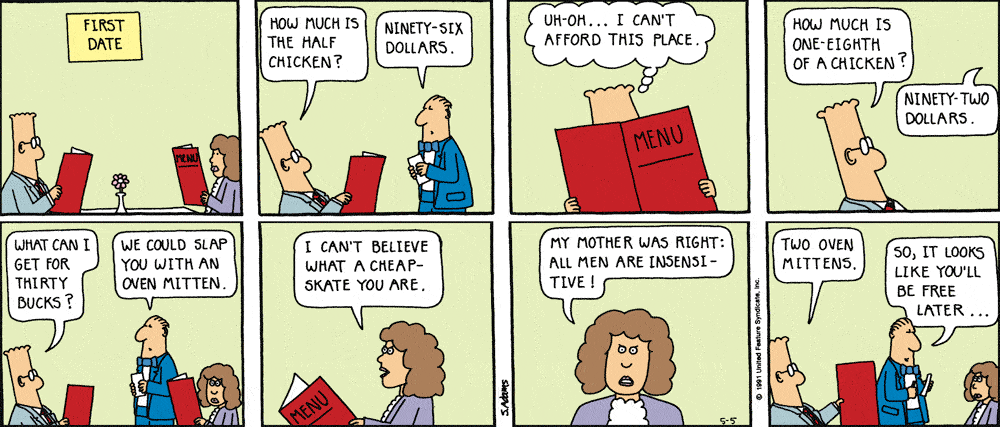 FIRST
DATE
MENU
HOW MUCH IS
THE HALF
CHICKEN?
NINETY-SIX
DOLLARS.
UH-OH... I CAN'T
AFFORD THIS PLACE.
MENU
HOW MUCH IS
ONE-EIGHTH
OF A CHICKEN?
NINETY-TWO
DOLLARS.
WHAT CAN I
GET FOR
THIRTY
BUCKS?
WE COULD SLAP
YOU WITH AN
OVEN MITTEN.
I CAN'T BELIEVE
WHAT A CHEAP-
SKATE YOU ARE.
MENU
S. Adams
MY MOTHER WAS RIGHT:
ALL MEN ARE INSENSI-
TIVE!
5-5
© 1991 United Feature Syndicate, Inc.
TWO OVEN
MITTENS.
SO, IT LOOKS
LIKE YOU'LL
BE FREE
LATER...